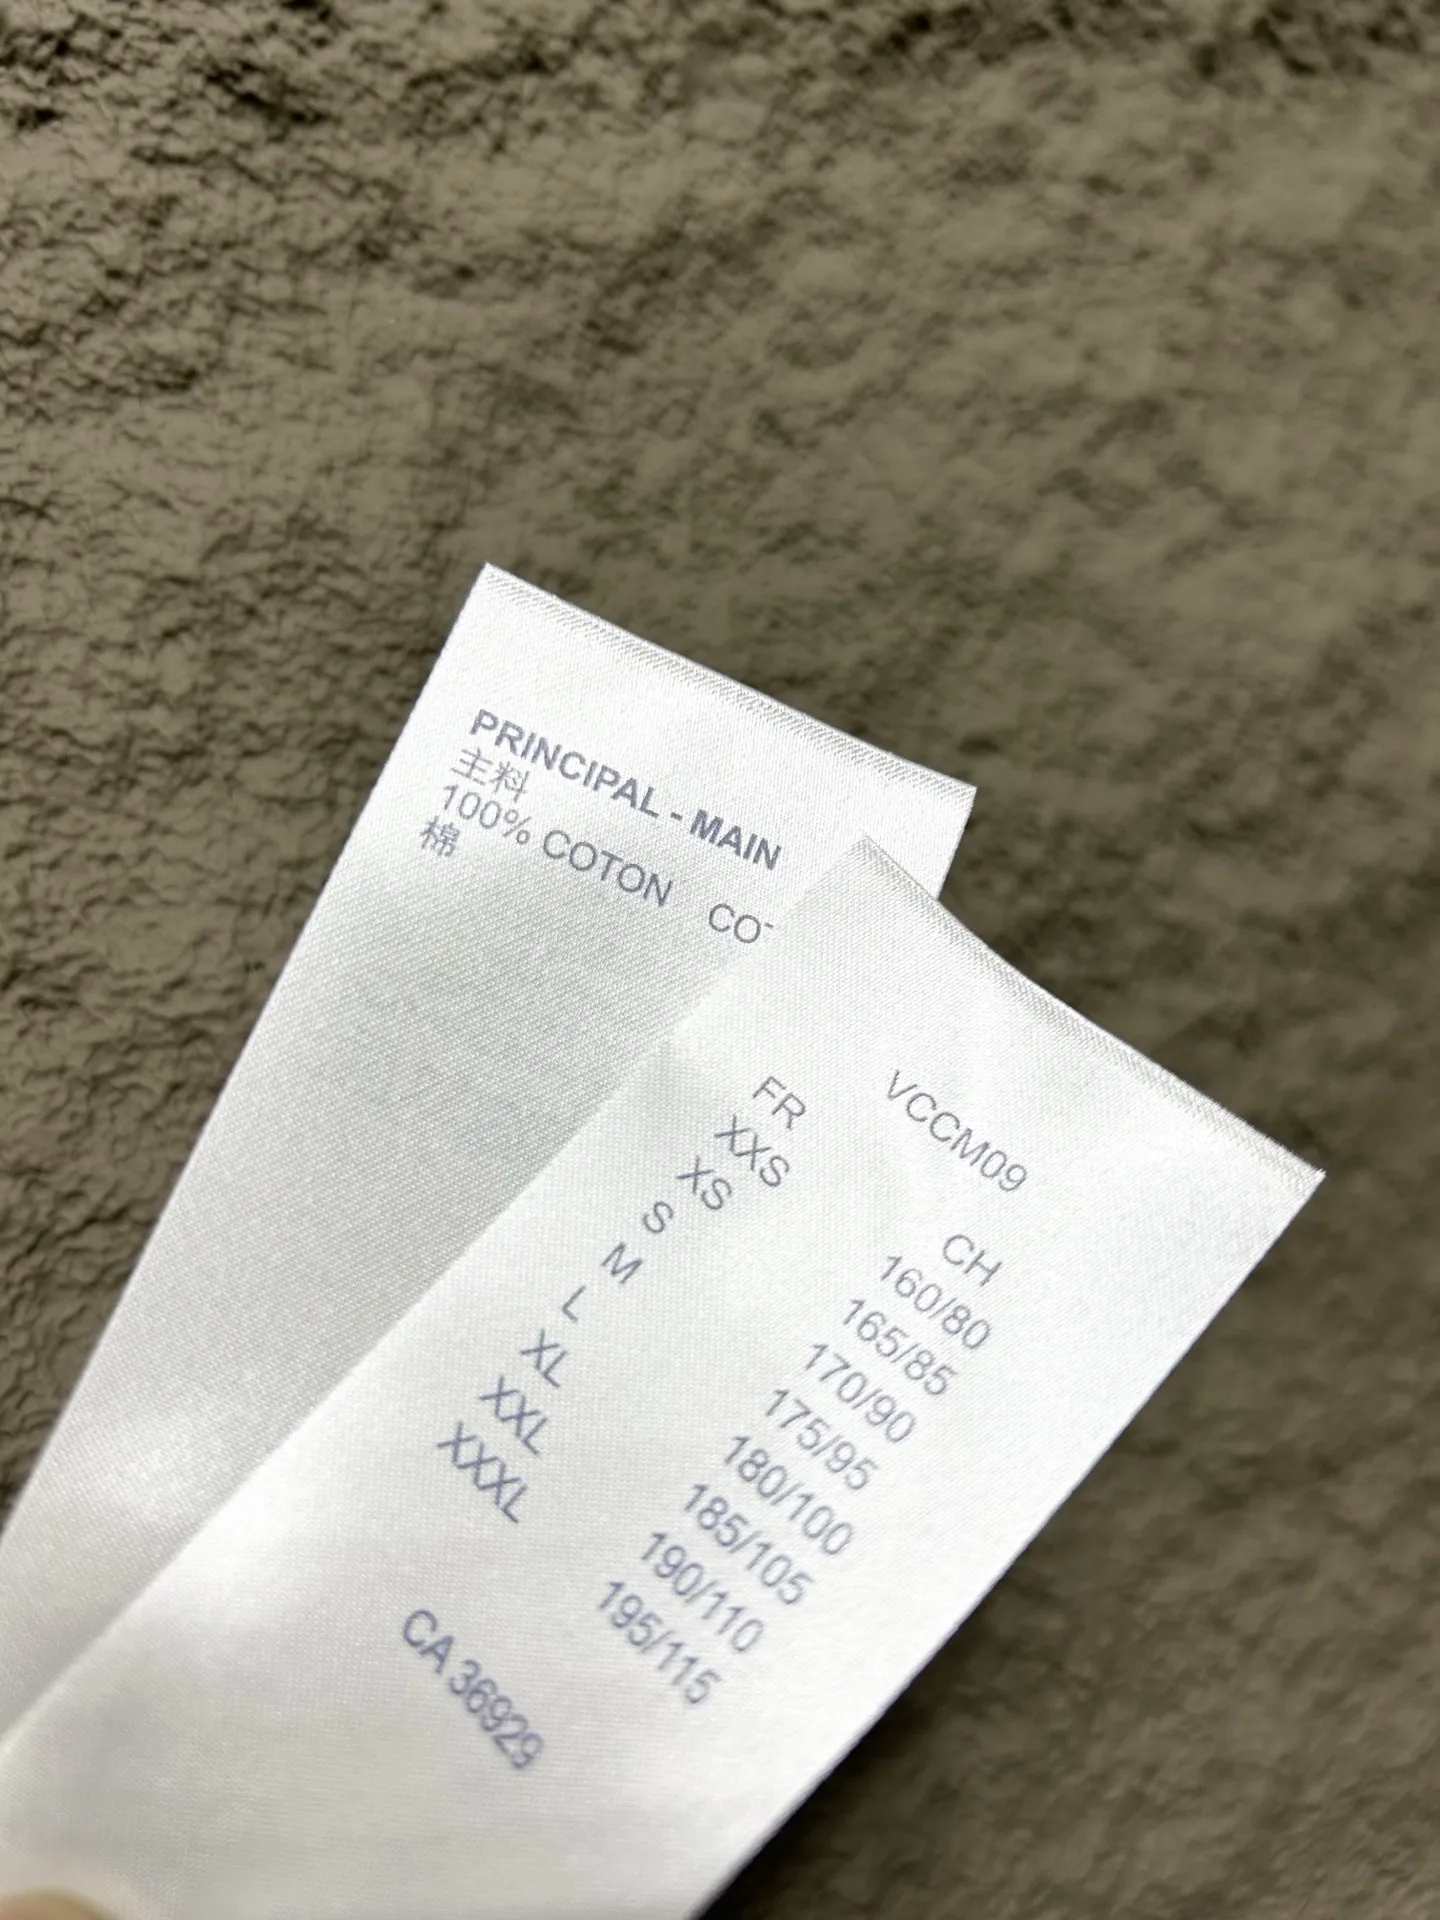 PRINCIPAL - MAIN
主料
100% COTON
棉
VCCM09
FR CH
XXS 160/80
XS 165/85
S 170/90
M 175/95
L 180/100
XL 185/105
XXL 190/110
XXXL 195/115
CA 36929